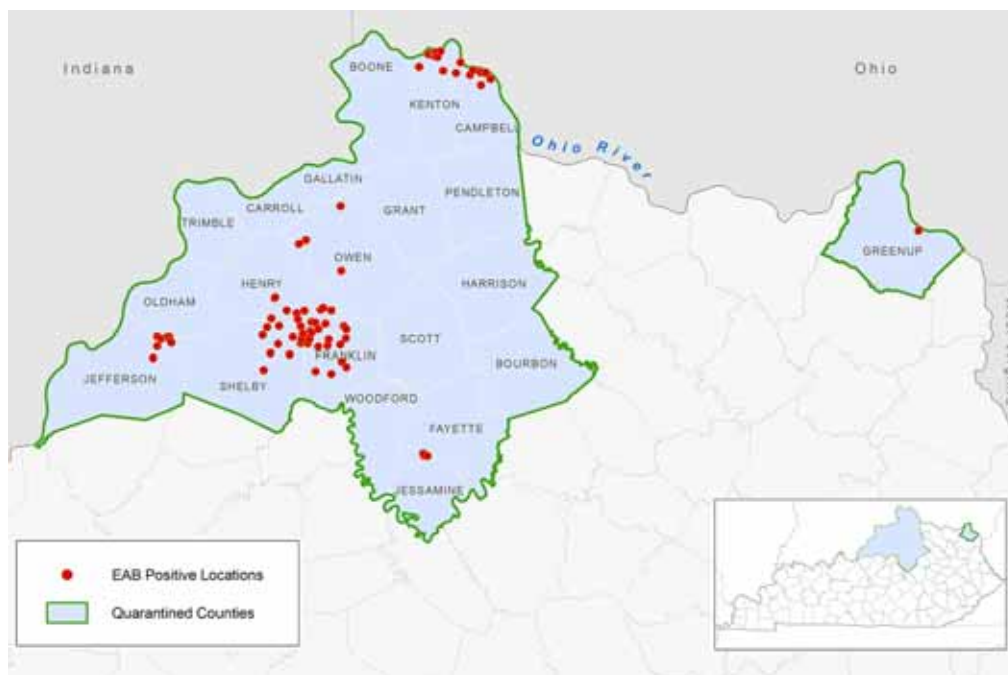 Indiana
Ohio
BOONE
KENTON
CAMPBELL
Ohio River
GALLATIN
PENDLETON
CARROLL
GRANT
TRIMBLE
GREENUP
OWEN
HENRY
HARRISON
OLDHAM
SCOTT
FRANKLIN
BOURBON
JEFFERSON
SHELBY
WOODFORD
FAYETTE
JESSAMINE
EAB Positive Locations
Quarantined Counties